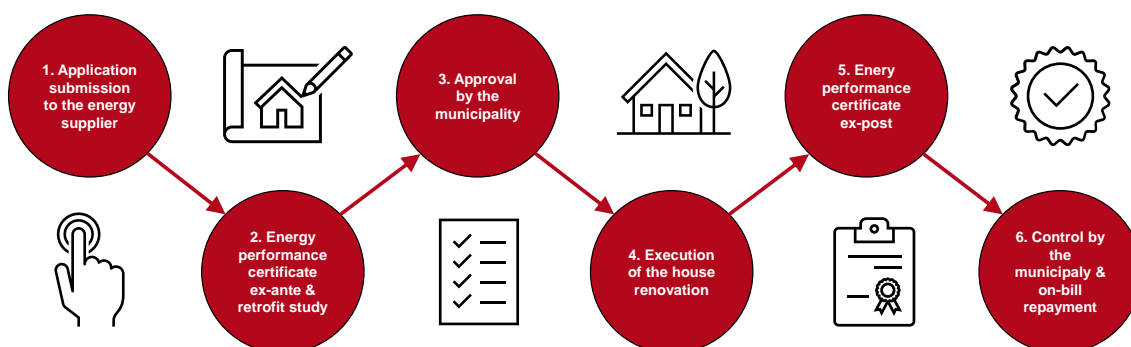 1. Application
submission
to the energy
supplier
2. Energy
performance
certificate
ex-ante &
retrofit study
3. Approval
by the
municipality
4. Execution
of the house
renovation
5. Enery
performance
certificate
ex-post
6. Control by
the
municipaly &
on-bill
repayment